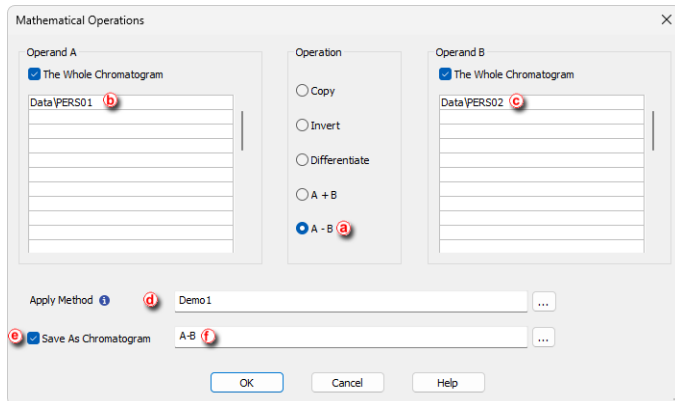 Mathematical Operations
Operand A
The Whole Chromatogram
Data\PERS01 b
Operation
Copy
Invert
Differentiate
A + B
A - B a
Operand B
The Whole Chromatogram
Data\PERS02 c
Apply Method i d Demo1 ...
e Save As Chromatogram A-B f ...
OK Cancel Help